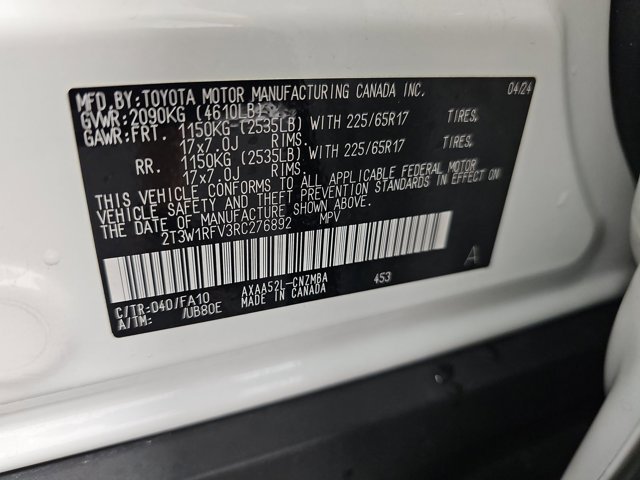 MFD.BY:TOYOTA MOTOR MANUFACTURING CANADA INC. 04/24
GVWR:2090KG (4610LB)
GAWR:FRT. 1150KG (2535LB) WITH 225/65R17 TIRES.
17x7.0J RIMS.
RR. 1150KG (2535LB) WITH 225/65R17 TIRES.
17x7.0J RIMS.
THIS VEHICLE CONFORMS TO ALL APPLICABLE FEDERAL MOTOR
VEHICLE SAFETY AND THEFT PREVENTION STANDARDS IN EFFECT ON
THE DATE OF MANUFACTURE SHOWN ABOVE.
2T3W1RFV3RC276892 MPV
C/TR:040/FA10 AXAA52L-CNZMBA 453 A
A/TM: /UB80E MADE IN CANADA